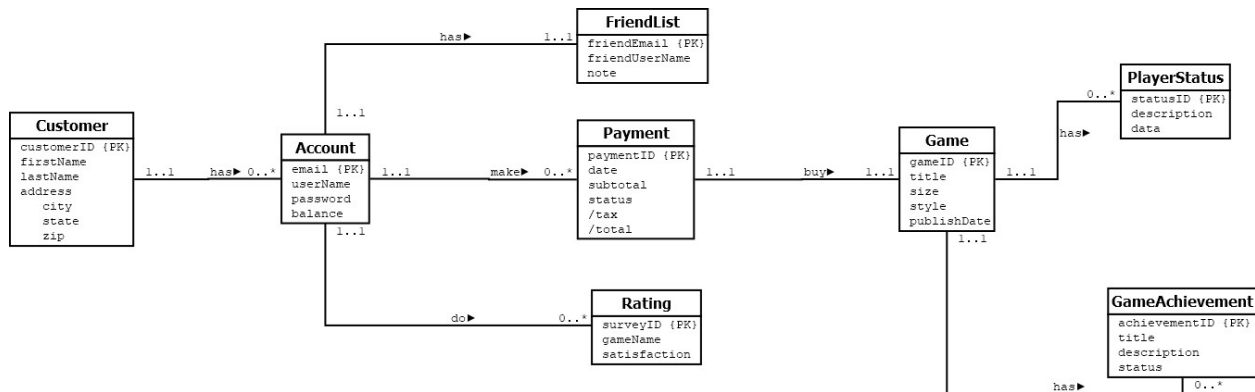 FriendList
friendEmail {PK}
friendUserName
note
has►
1..1
1..1
Customer
customerID {PK}
firstName
lastName
address
city
state
zip
1..1
has►
0..*
Account
email {PK}
userName
password
balance
1..1
make►
0..*
Payment
paymentID {PK}
date
subtotal
status
/tax
/total
1..1
buy►
1..1
Game
gameID {PK}
title
size
style
publishDate
1..1
has►
0..*
PlayerStatus
statusID {PK}
description
data
1..1
do►
0..*
Rating
surveyID {PK}
gameName
satisfaction
1..1
has►
0..*
GameAchievement
achievementID {PK}
title
description
status